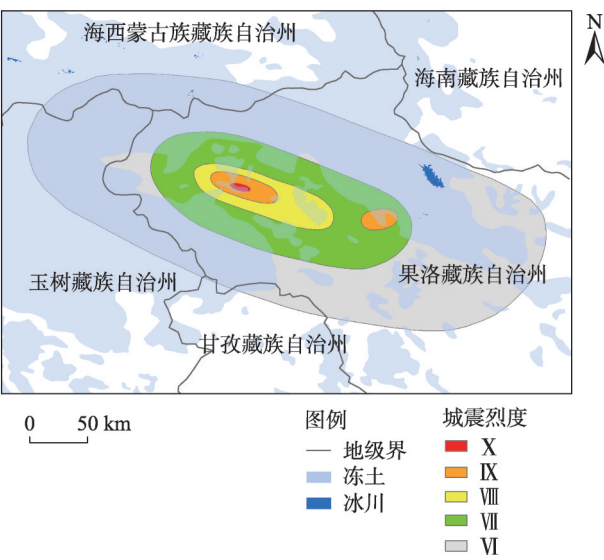 海西蒙古族藏族自治州
N
海南藏族自治州
玉树藏族自治州
果洛藏族自治州
甘孜藏族自治州
0 50 km
图例
地级界
冻土
冰川
城震烈度
X
IX
VIII
VII
VI